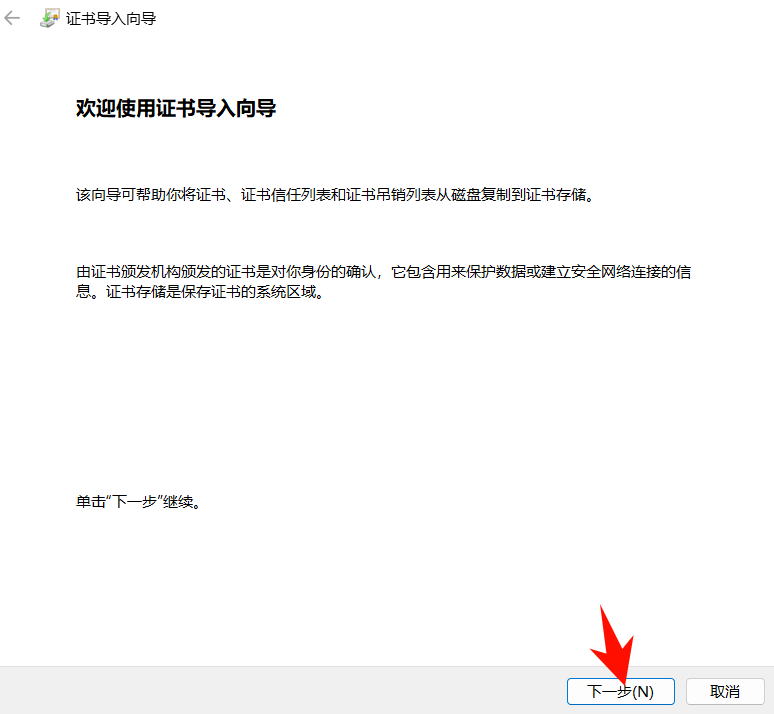 证书导入向导
欢迎使用证书导入向导
该向导可帮助你将证书、证书信任列表和证书吊销列表从磁盘复制到证书存储。
由证书颁发机构颁发的证书是对你身份的确认，它包含用来保护数据或建立安全网络连接的信
息。证书存储是保存证书的系统区域。
单击“下一步”继续。
下一步(N)
取消